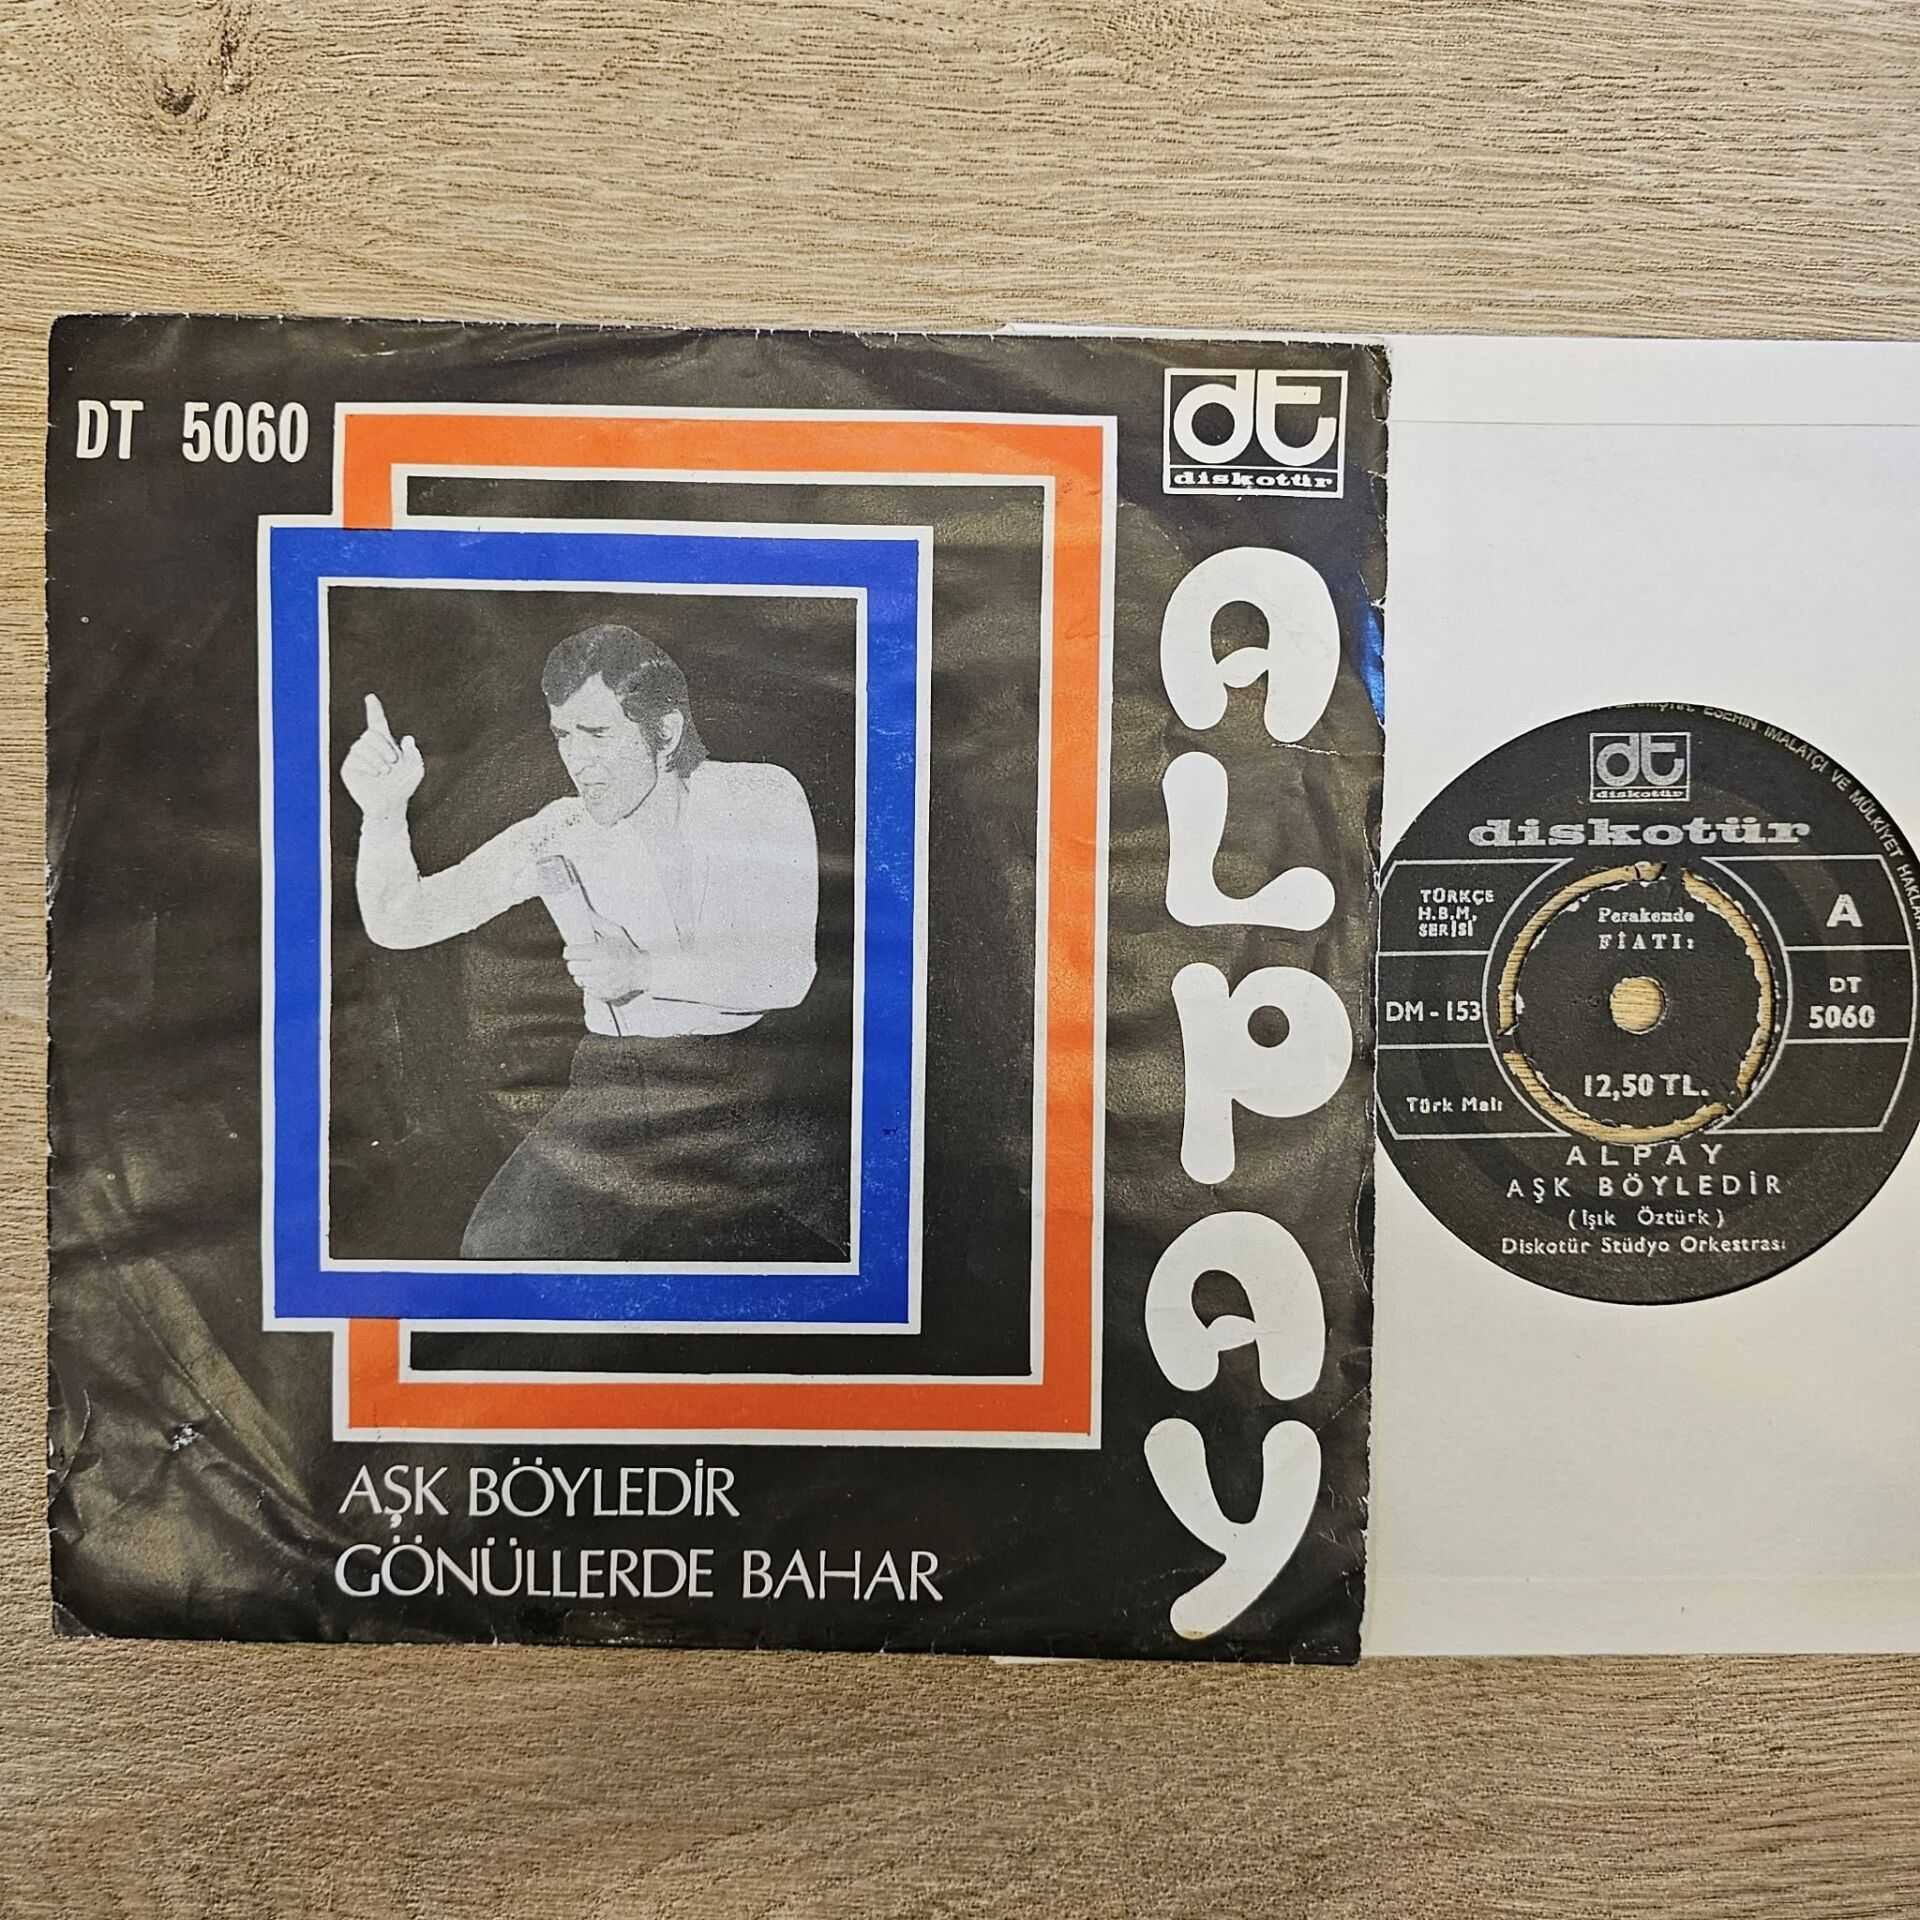 DT 5060
dt
diskotür
ALPAY
AŞK BÖYLEDİR
GÖNÜLLERDE BAHAR
ESERİN İMALATÇI VE MÜLKİYET
dt
diskotür
diskotür
TÜRKÇE
H.B.M.
SERİSİ
DM - 153
Türk Malı
Perakende
FİATI:
12,50 TL.
A
DT
5060
ALPAY
AŞK BÖYLEDİR
(Işık Öztürk)
Diskotür Stüdyo Orkestrası